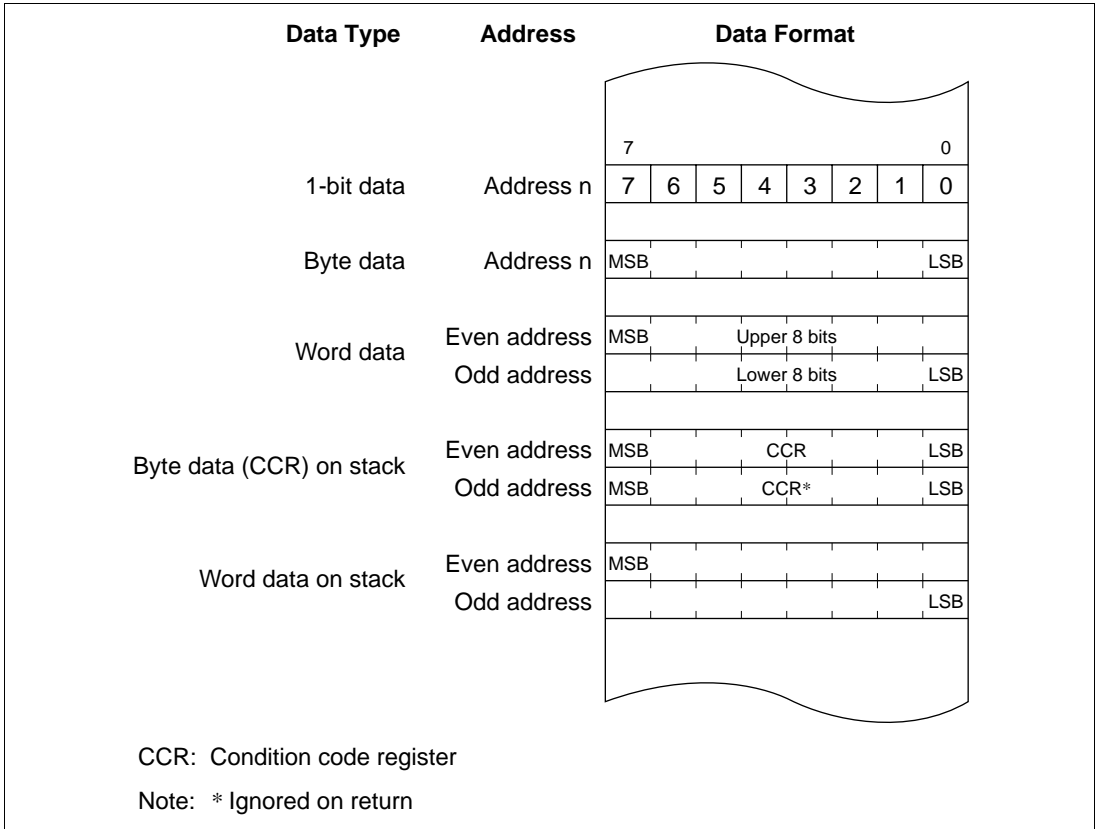 Data Type Address Data Format
7 0
1-bit data Address n 7 6 5 4 3 2 1 0
Byte data Address n MSB LSB
Word data
Even address MSB Upper 8 bits
Odd address Lower 8 bits LSB
Byte data (CCR) on stack
Even address MSB CCR LSB
Odd address MSB CCR* LSB
Word data on stack
Even address MSB
Odd address LSB
CCR: Condition code register
Note: * Ignored on return